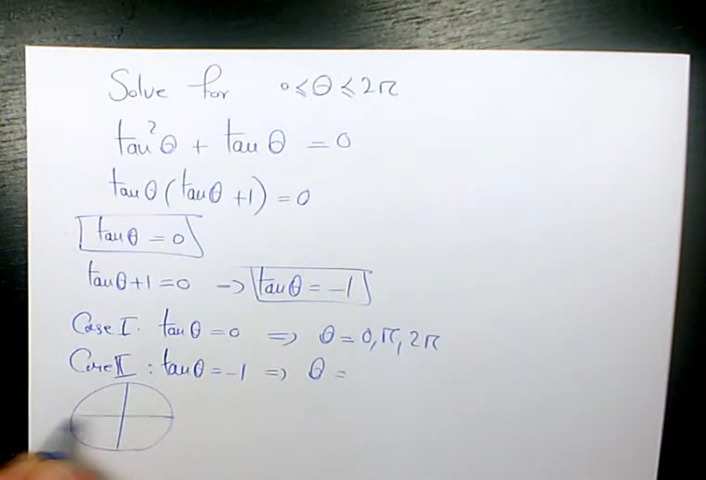 Solve for 0≤θ≤2π
tan²θ + tanθ = 0
tanθ(tanθ+1) = 0
tanθ = 0
tanθ+1=0 → tanθ = -1
Case I. tanθ=0 ⇒ θ=0,π,2π
Case II : tanθ=-1 ⇒ θ =